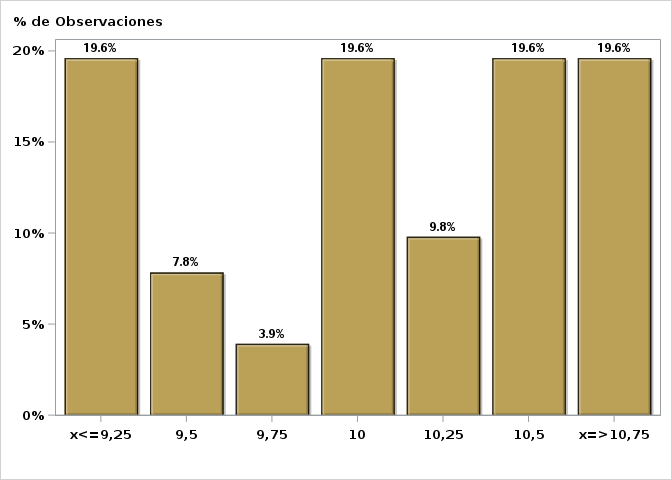 % de Observaciones
19.6% 19.6% 19.6% 19.6%
20%
15%
9.8%
10%
7.8%
3.9%
5%
0%
x<=9,25 9,5 9,75 10 10,25 10,5 x=>10,75